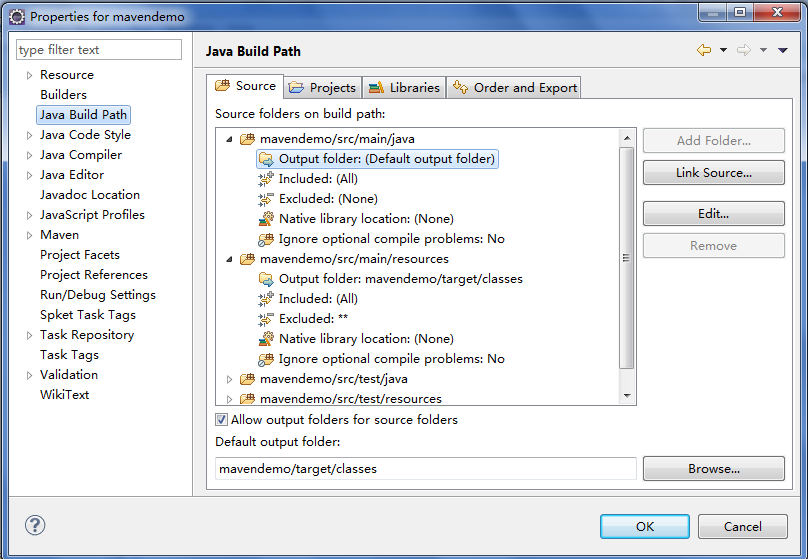 Properties for mavendemo
type filter text
Resource
Builders
Java Build Path
Java Code Style
Java Compiler
Java Editor
Javadoc Location
JavaScript Profiles
Maven
Project Facets
Project References
Run/Debug Settings
Spket Task Tags
Task Repository
Task Tags
Validation
WikiText
Java Build Path
Source Projects Libraries Order and Export
Source folders on build path:
mavendemo/src/main/java
Output folder: (Default output folder)
Included: (All)
Excluded: (None)
Native library location: (None)
Ignore optional compile problems: No
mavendemo/src/main/resources
Output folder: mavendemo/target/classes
Included: (All)
Excluded: **
Native library location: (None)
Ignore optional compile problems: No
mavendemo/src/test/java
mavendemo/src/test/resources
Add Folder...
Link Source...
Edit...
Remove
Allow output folders for source folders
Default output folder:
mavendemo/target/classes
Browse...
OK
Cancel